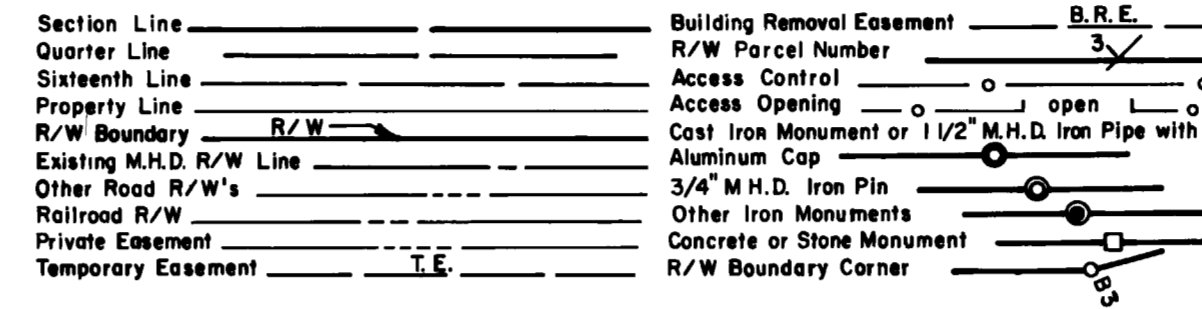 Section Line
Quarter Line
Sixteenth Line
Property Line
R/W Boundary R/W
Existing M.H.D. R/W Line
Other Road R/W's
Railroad R/W
Private Easement
Temporary Easement T.E.
Building Removal Easement B.R.E.
R/W Parcel Number 3
Access Control
Access Opening open
Cast Iron Monument or 1 1/2" M.H.D. Iron Pipe with
Aluminum Cap
3/4" M H.D. Iron Pin
Other Iron Monuments
Concrete or Stone Monument
R/W Boundary Corner
B3